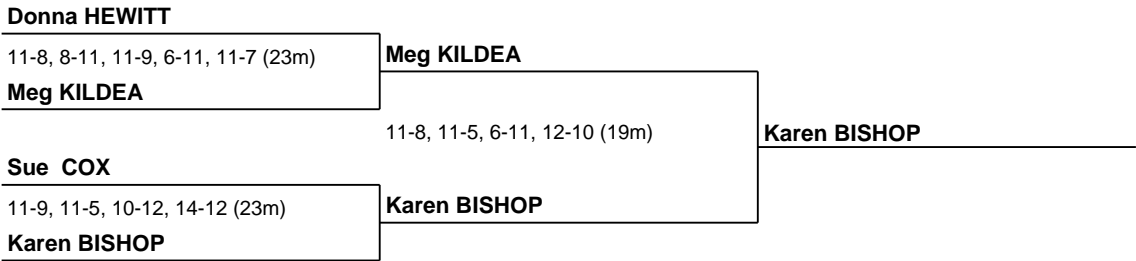 Donna HEWITT
11-8, 8-11, 11-9, 6-11, 11-7 (23m)
Meg KILDEA
Meg KILDEA
11-8, 11-5, 6-11, 12-10 (19m)
Karen BISHOP
Sue  COX
11-9, 11-5, 10-12, 14-12 (23m)
Karen BISHOP
Karen BISHOP